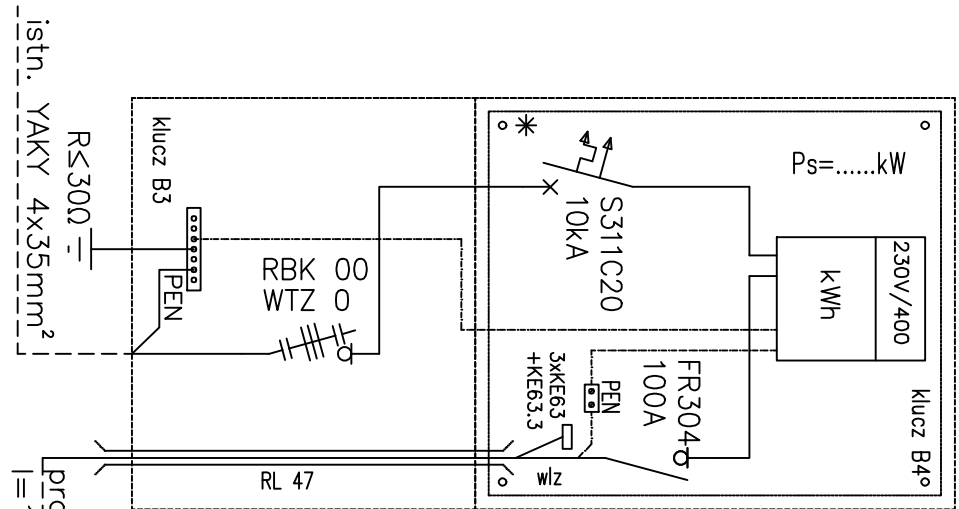 istn. YAKY 4x35mm²
R≤30Ω
klucz B3
PEN
RBK 00
WTZ 0
S311C20
10kA
Ps=......kW
230V/400
kWh
klucz B4
FR304
100A
PEN
3xKE63
+KE63.3
wlz
RL 47